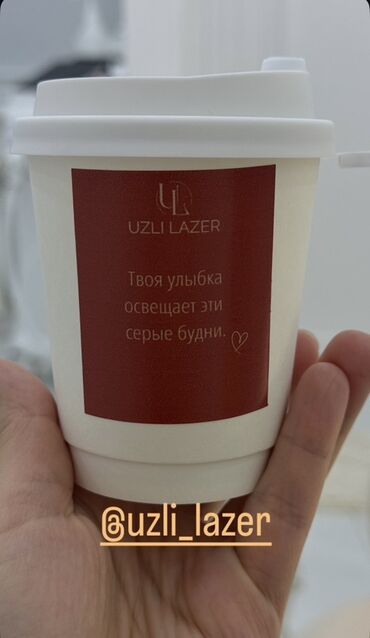 UL
UZLI LAZER
Твоя улыбка
освещает эти
серые будни.
@uzli_lazer